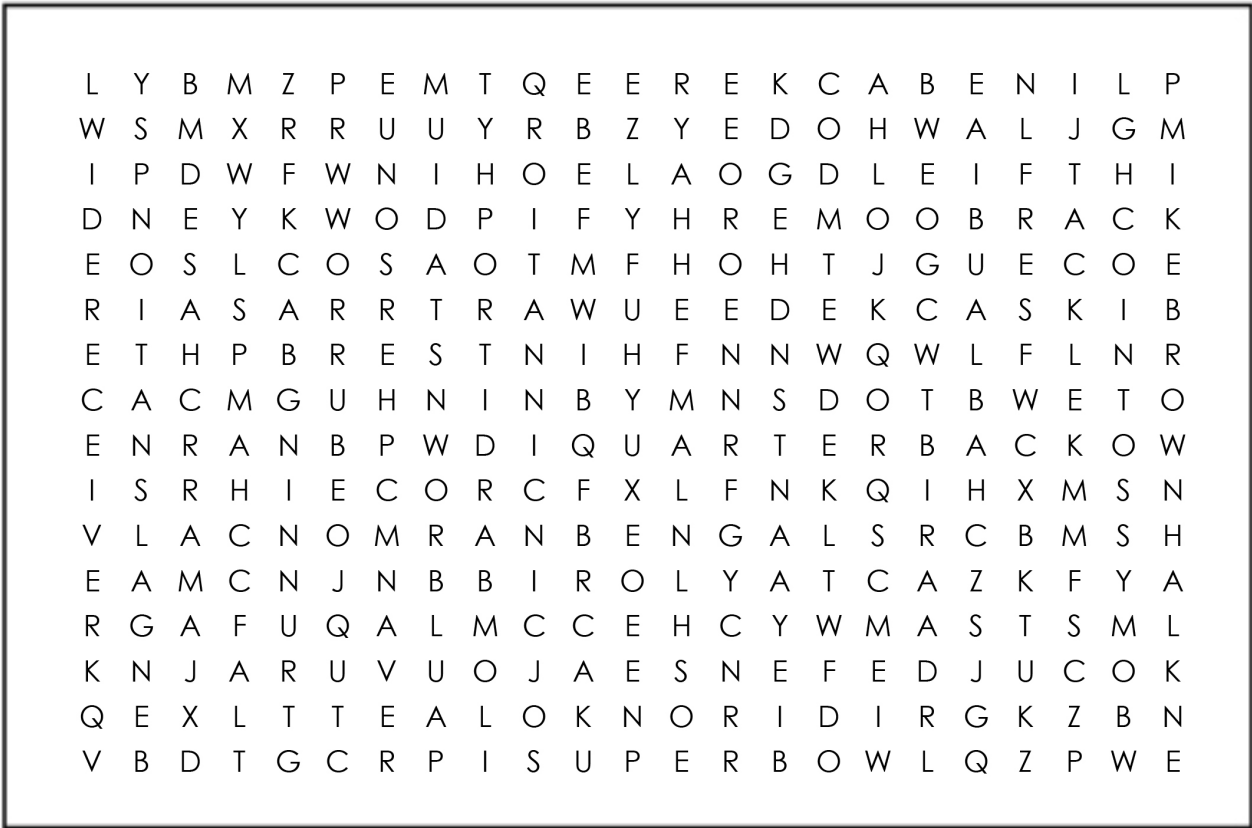 L Y B M Z P E M T Q E E R E K C A B E N I L P
W S M X R R U U Y R B Z Y E D O H W A L J G M
I P D W F W N I H O E L A O G D L E I F T H I
D N E Y K W O D P I F Y H R E M O O B R A C K
E O S L C O S A O T M F H O H T J G U E C O E
R I A S A R R T R A W U E E D E K C A S K I B
E T H P B R E S T N I H F N N W Q W L F L N R
C A C M G U H N I N B Y M N S D O T B W E T O
E N R A N B P W D I Q U A R T E R B A C K O W
I S R H I E C O R C F X L F N K Q I H X M S N
V L A C N O M R A N B E N G A L S R C B M S H
E A M C N J N B B I R O L Y A T C A Z K F Y A
R G A F U Q A L M C C E H C Y W M A S T S M L
K N J A R U V U O J A E S N E F E D J U C O K
Q E X L T T E A L O K N O R I D I R G K Z B N
V B D T G C R P I S U P E R B O W L Q Z P W E